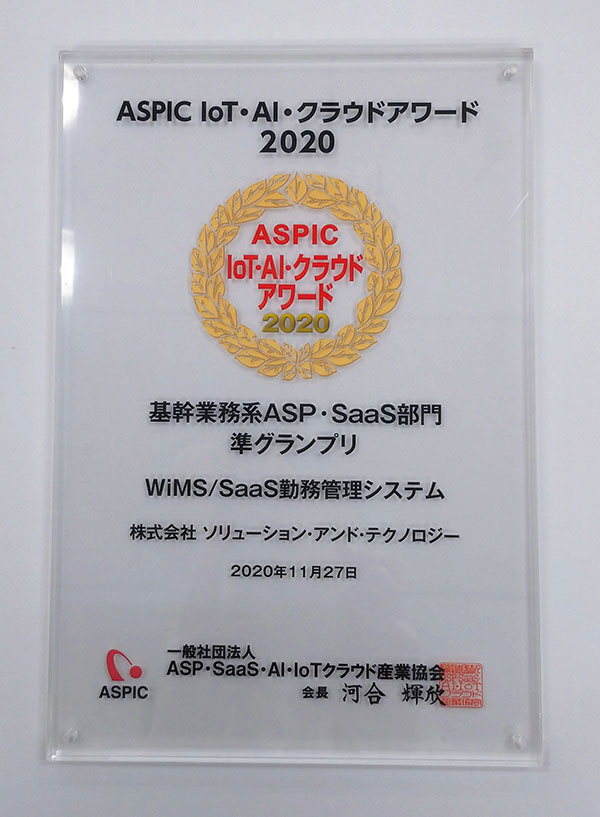 ASPIC IoT・AI・クラウドアワード
2020
ASPIC
IoT・AI・クラウド
アワード
2020
基幹業務系ASP・SaaS部門
準グランプリ
WiMS/SaaS勤務管理システム
株式会社 ソリューション・アンド・テクノロジー
2020年11月27日
一般社団法人
ASP・SaaS・AI・IoTクラウド産業協会
会長 河合 輝欣
ASPIC